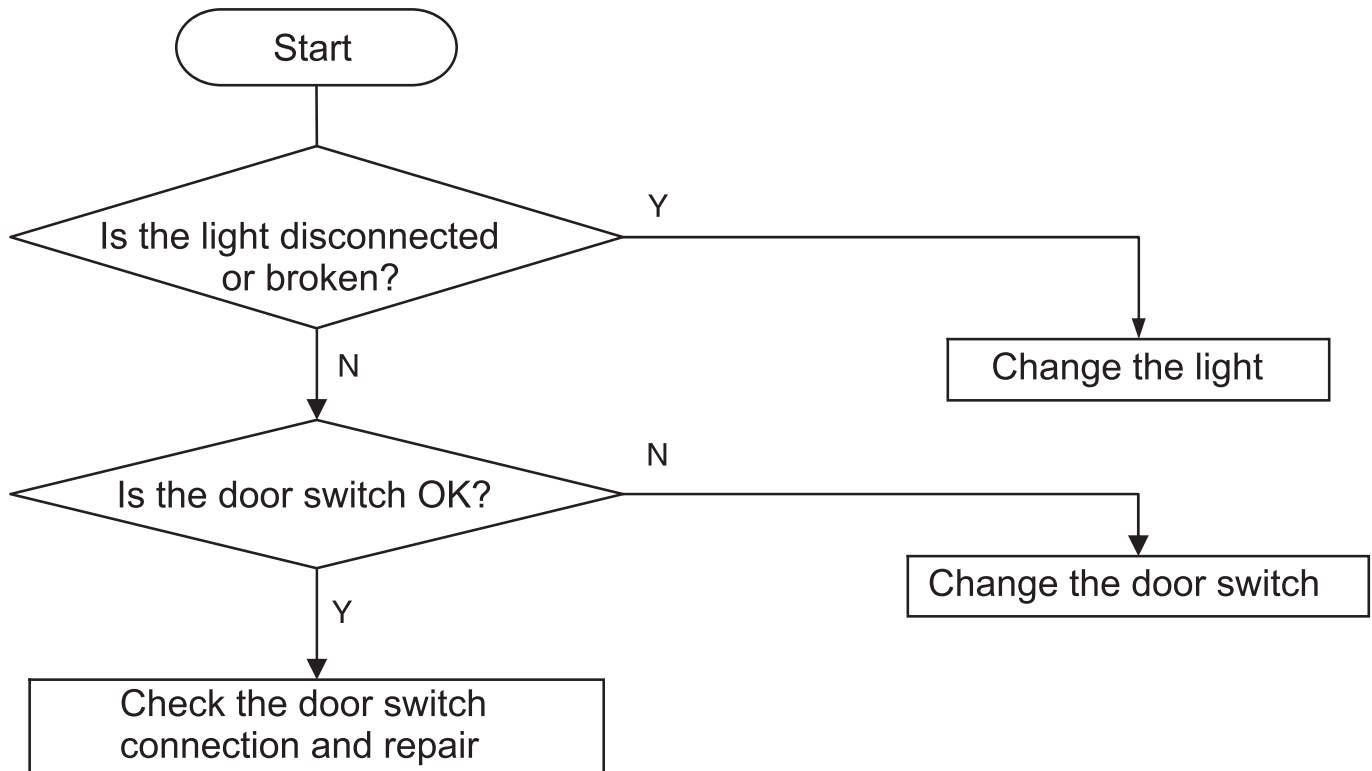 Start
Is the light disconnected
or broken?
Y
Change the light
N
Is the door switch OK?
N
Change the door switch
Y
Check the door switch
connection and repair